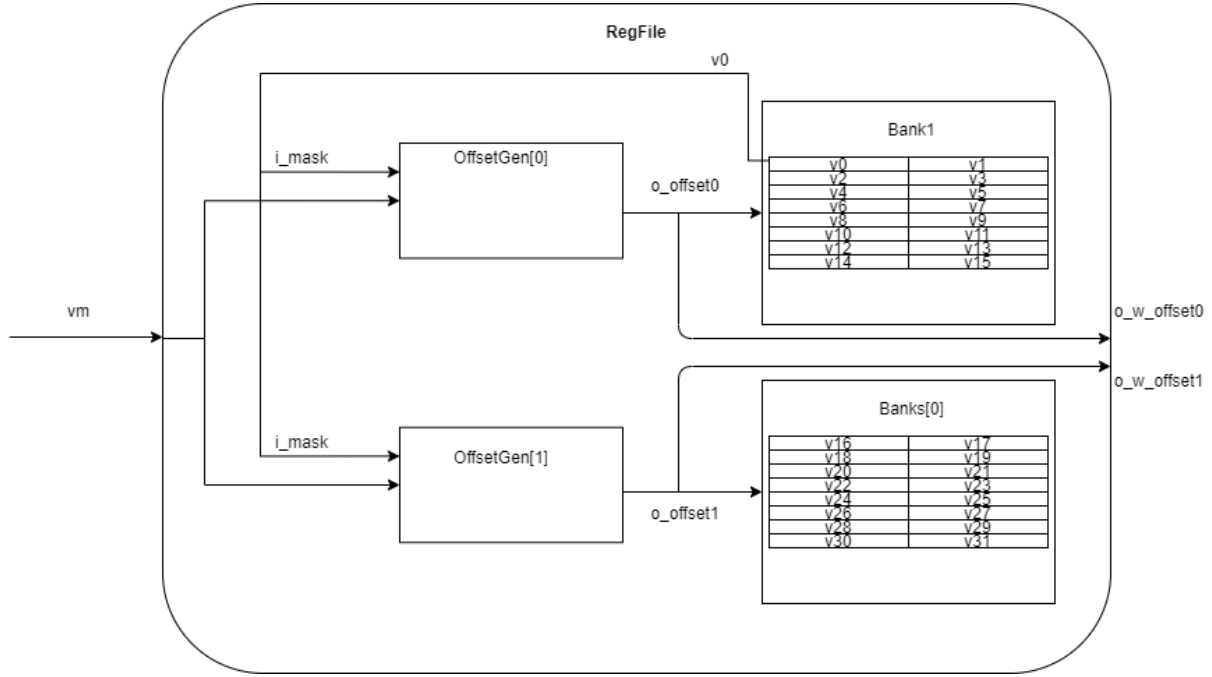 RegFile
v0
Bank1
i_mask
OffsetGen[0]
v0 v1
v2 v3
o_offset0
v4 v5
v6 v7
v8 v9
v10 v11
v12 v13
v14 v15
vm
o_w_offset0
o_w_offset1
Banks[0]
i_mask
OffsetGen[1]
v16 v17
v18 v19
v20 v21
v22 v23
v24 v25
o_offset1
v26 v27
v28 v29
v30 v31